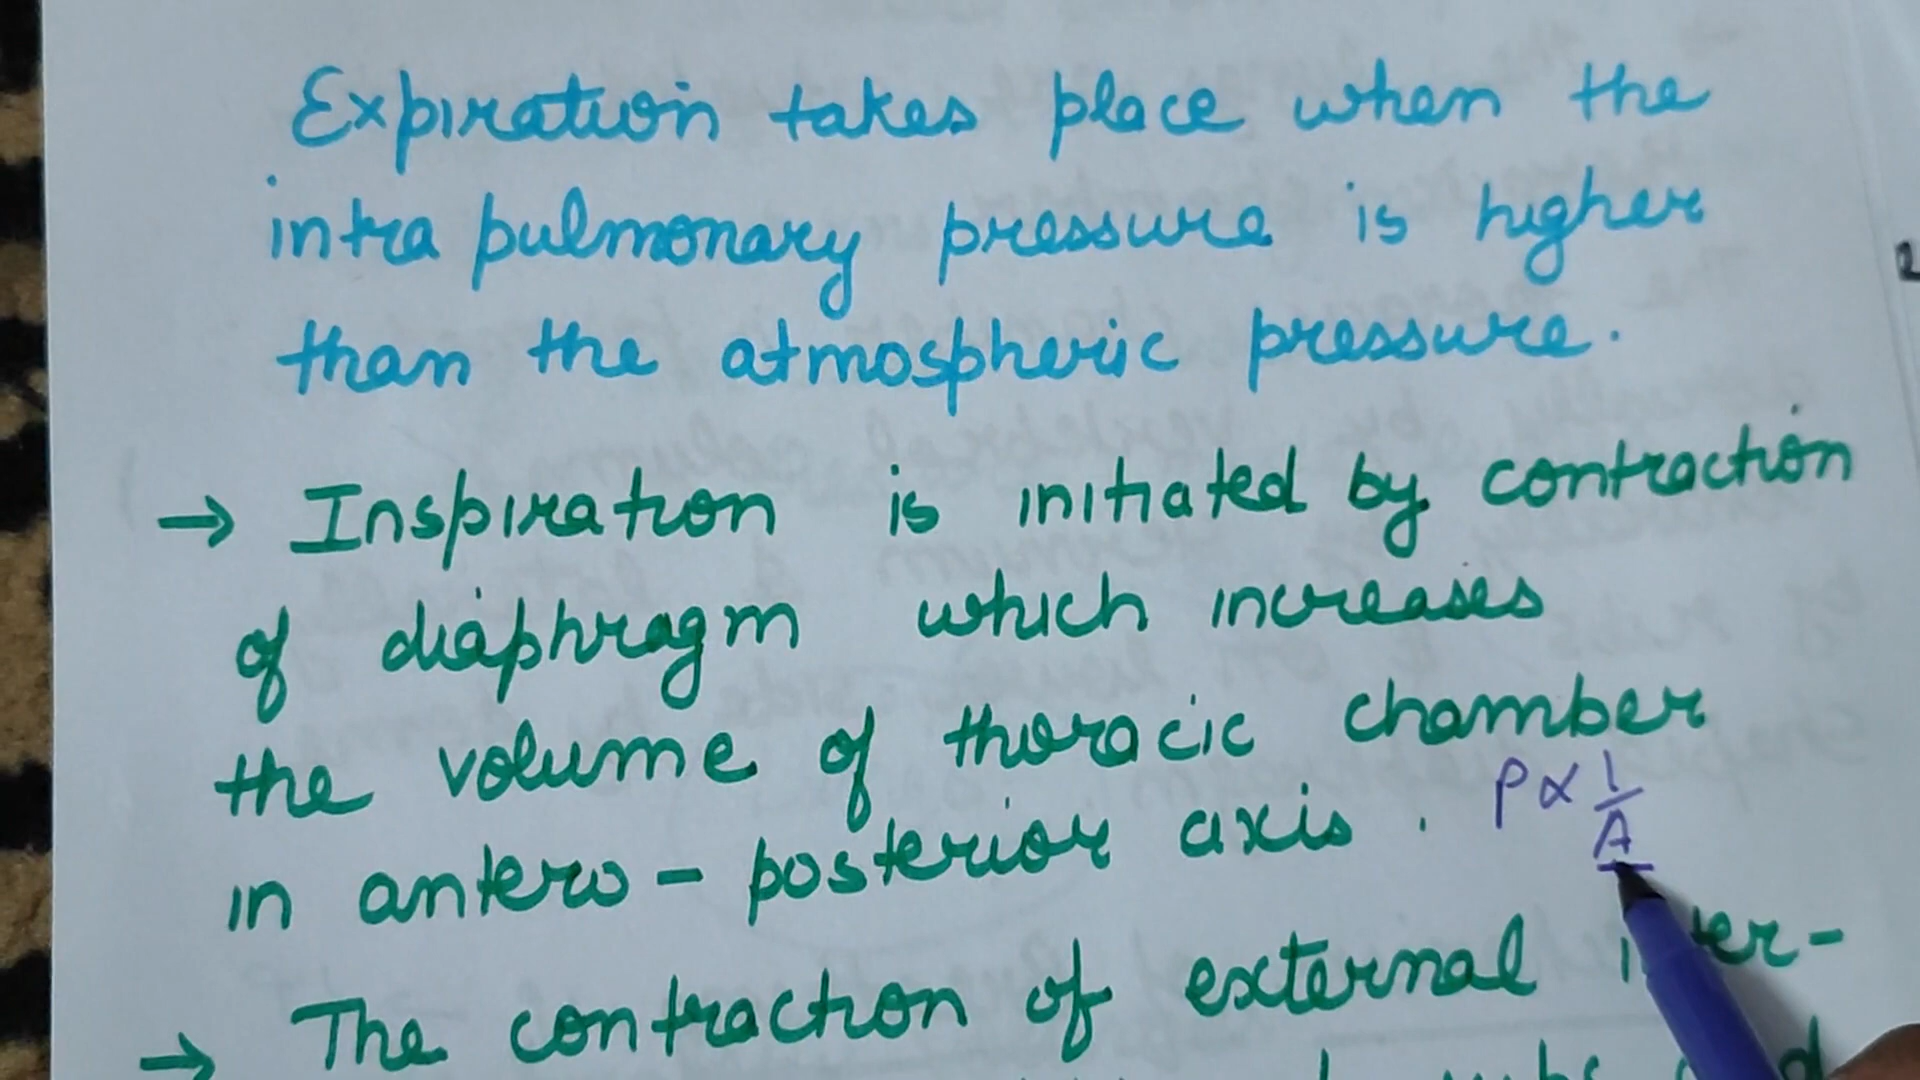 Expiration takes place when the
intra pulmonary pressure is higher
than the atmospheric pressure.
→ Inspiration is initiated by contraction
of diaphragm which increases
the volume of thoracic chamber
in antero-posterior axis.
P ∝ 1/A
→ The contraction of external